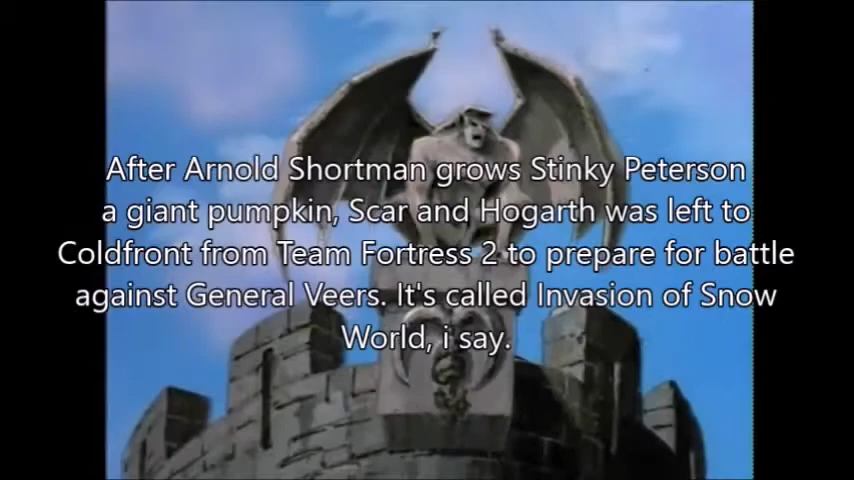 After Arnold Shortman grows Stinky Peterson
a giant pumpkin, Scar and Hogarth was left to
Coldfront from Team Fortress 2 to prepare for battle
against General Veers. It's called Invasion of Snow
World, i say.